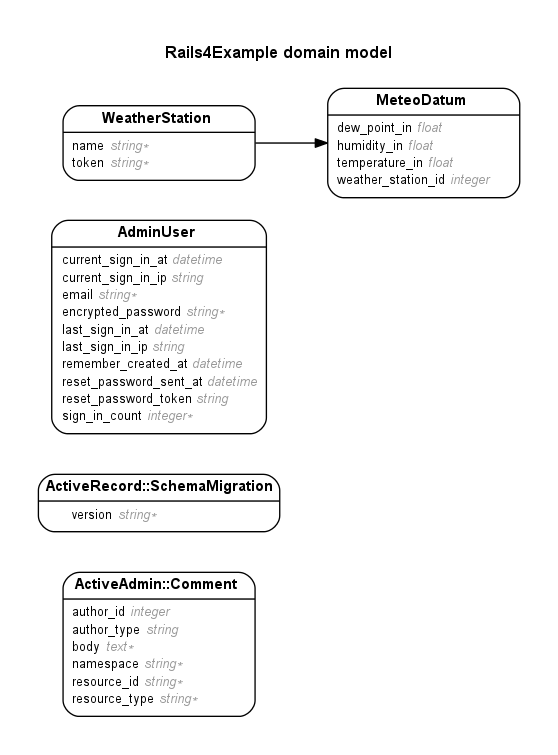 Rails4Example domain model
WeatherStation
name string*
token string*
MeteoDatum
dew_point_in float
humidity_in float
temperature_in float
weather_station_id integer
AdminUser
current_sign_in_at datetime
current_sign_in_ip string
email string*
encrypted_password string*
last_sign_in_at datetime
last_sign_in_ip string
remember_created_at datetime
reset_password_sent_at datetime
reset_password_token string
sign_in_count integer*
ActiveRecord::SchemaMigration
version string*
ActiveAdmin::Comment
author_id integer
author_type string
body text*
namespace string*
resource_id string*
resource_type string*